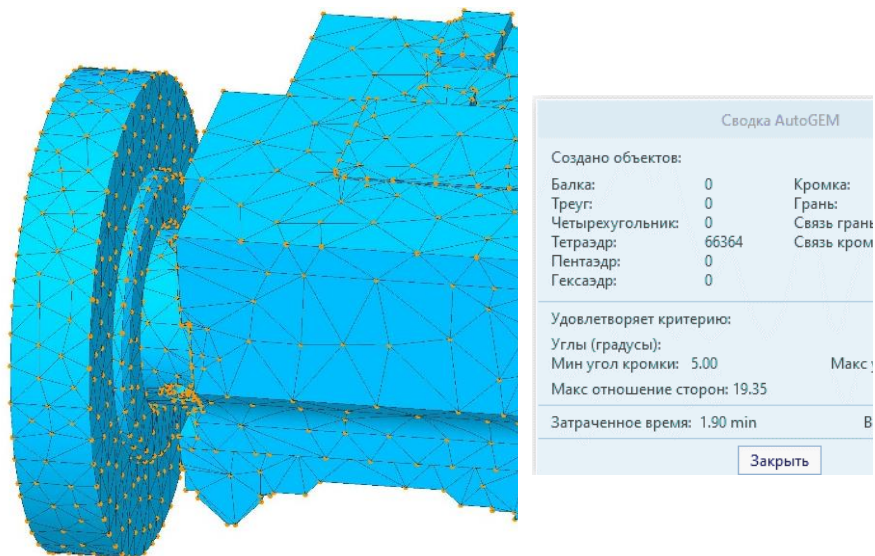 Сводка AutoGEM
Создано объектов:
Балка: 0 Кромка:
Треуг: 0 Грань:
Четырехугольник: 0 Связь грань
Тетраэдр: 66364 Связь кром
Пентаэдр: 0
Гексаэдр: 0
Удовлетворяет критерию:
Углы (градусы):
Мин угол кромки: 5.00 Макс у
Макс отношение сторон: 19.35
Затраченное время: 1.90 min В
Закрыть